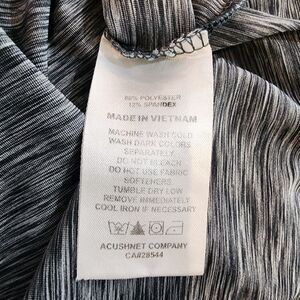 88% POLYESTER
12% SPANDEX
MADE IN VIETNAM
MACHINE WASH COLD
WASH DARK COLORS
SEPARATELY
DO NOT BLEACH
DO NOT USE FABRIC
SOFTENERS
TUMBLE DRY LOW
REMOVE IMMEDIATELY
COOL IRON IF NECESSARY
ACUSHNET COMPANY
CA#28544